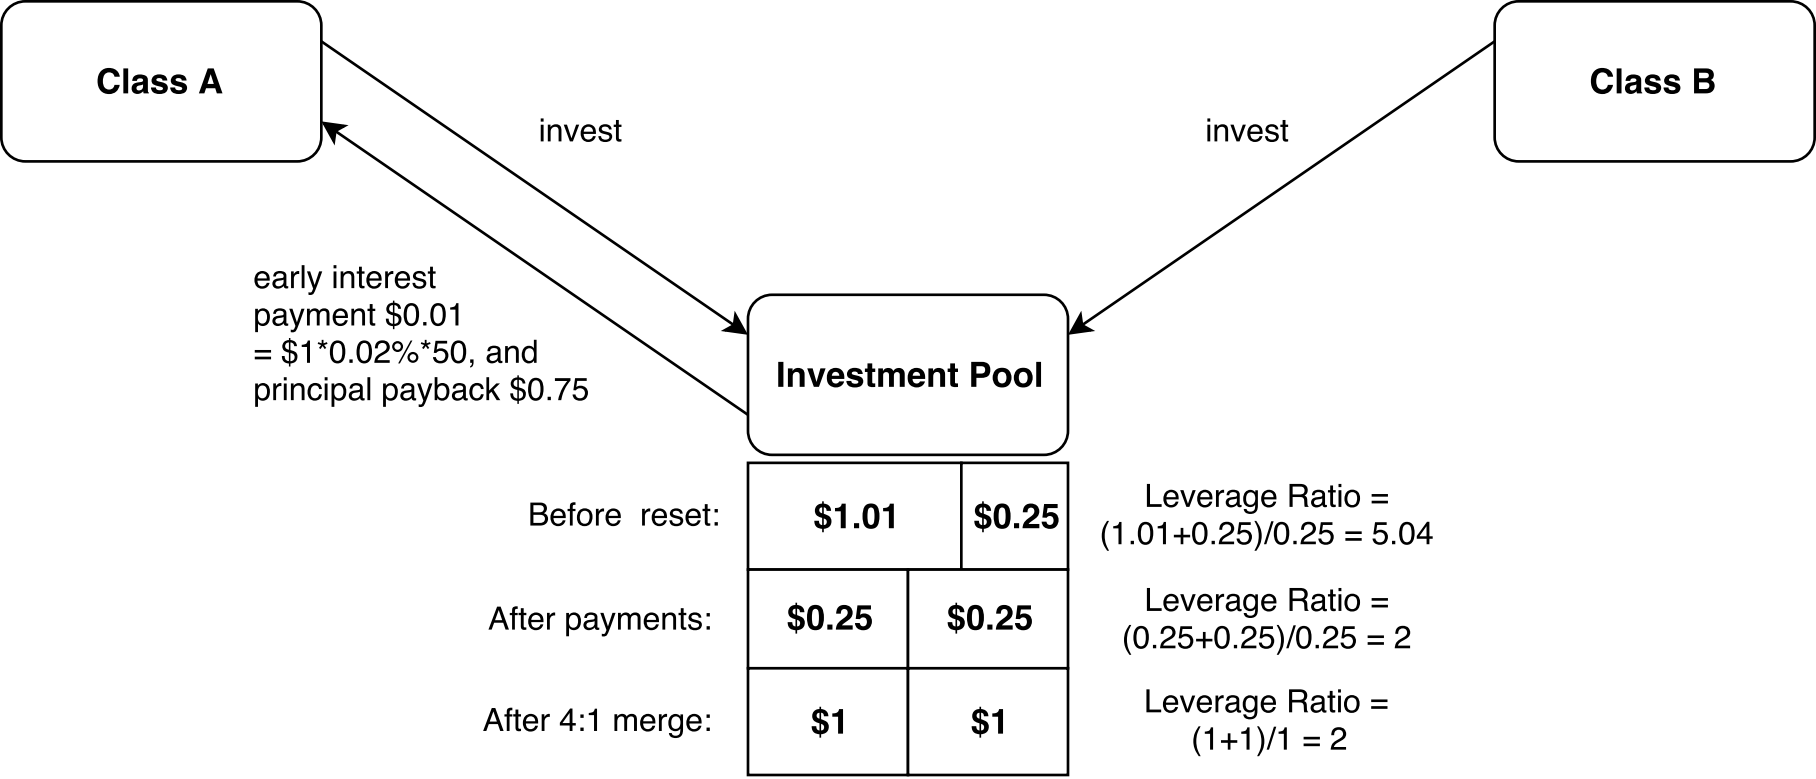 Class A
Class B
invest
invest
early interest
payment $0.01
= $1*0.02%*50, and
principal payback $0.75
Investment Pool
Before reset:
$1.01
$0.25
Leverage Ratio =
(1.01+0.25)/0.25 = 5.04
After payments:
$0.25
$0.25
Leverage Ratio =
(0.25+0.25)/0.25 = 2
After 4:1 merge:
$1
$1
Leverage Ratio =
(1+1)/1 = 2